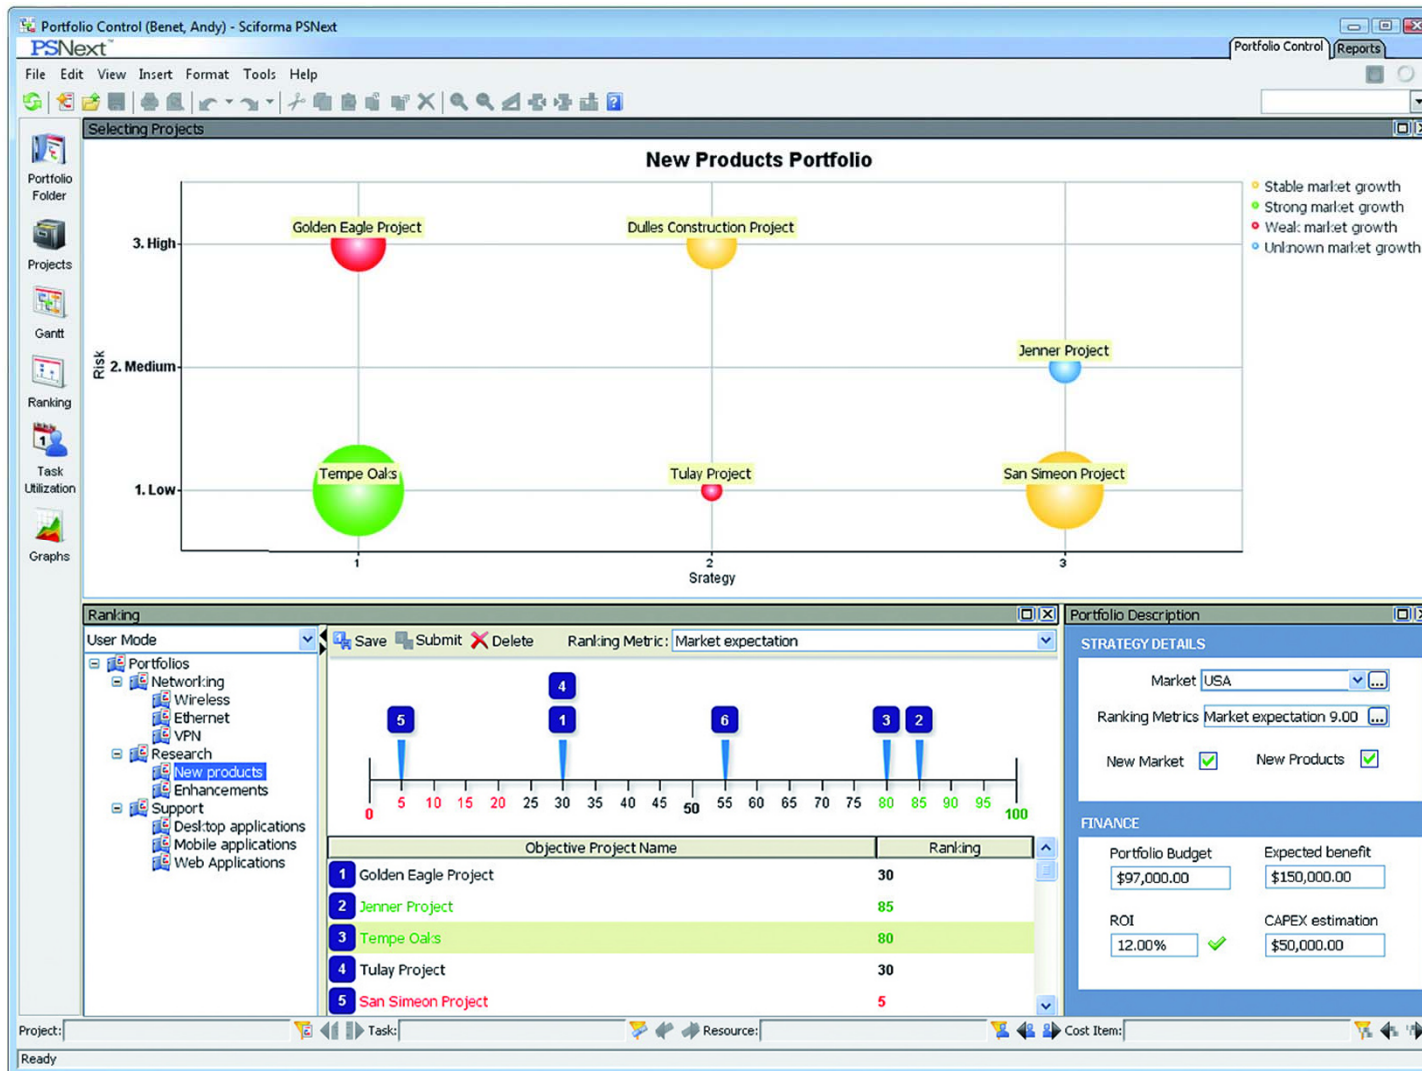 Portfolio Control (Benet, Andy) - Sciforma PSNext
PSNext™
Portfolio Control
Reports
File Edit View Insert Format Tools Help
Selecting Projects
New Products Portfolio
Stable market growth
Strong market growth
Weak market growth
Unknown market growth
Golden Eagle Project
Dulles Construction Project
Jenner Project
Tempe Oaks
Tulay Project
San Simeon Project
Risk
3. High
2. Medium
1. Low
1 2 3
Srategy
Portfolio
Folder
Projects
Gantt
Ranking
Task
Utilization
Graphs
Ranking
User Mode
Portfolios
Networking
Wireless
Ethernet
VPN
Research
New products
Enhancements
Support
Desktop applications
Mobile applications
Web Applications
Save Submit Delete Ranking Metric: Market expectation
4
5 1 6 3 2
0 5 10 15 20 25 30 35 40 45 50 55 60 65 70 75 80 85 90 95 100
Objective Project Name Ranking
1 Golden Eagle Project 30
2 Jenner Project 85
3 Tempe Oaks 80
4 Tulay Project 30
5 San Simeon Project 5
Portfolio Description
STRATEGY DETAILS
Market USA ...
Ranking Metrics Market expectation 9.00 ...
New Market New Products
FINANCE
Portfolio Budget Expected benefit
$97,000.00 $150,000.00
ROI CAPEX estimation
12.00% $50,000.00
Project: Task: Resource: Cost Item:
Ready